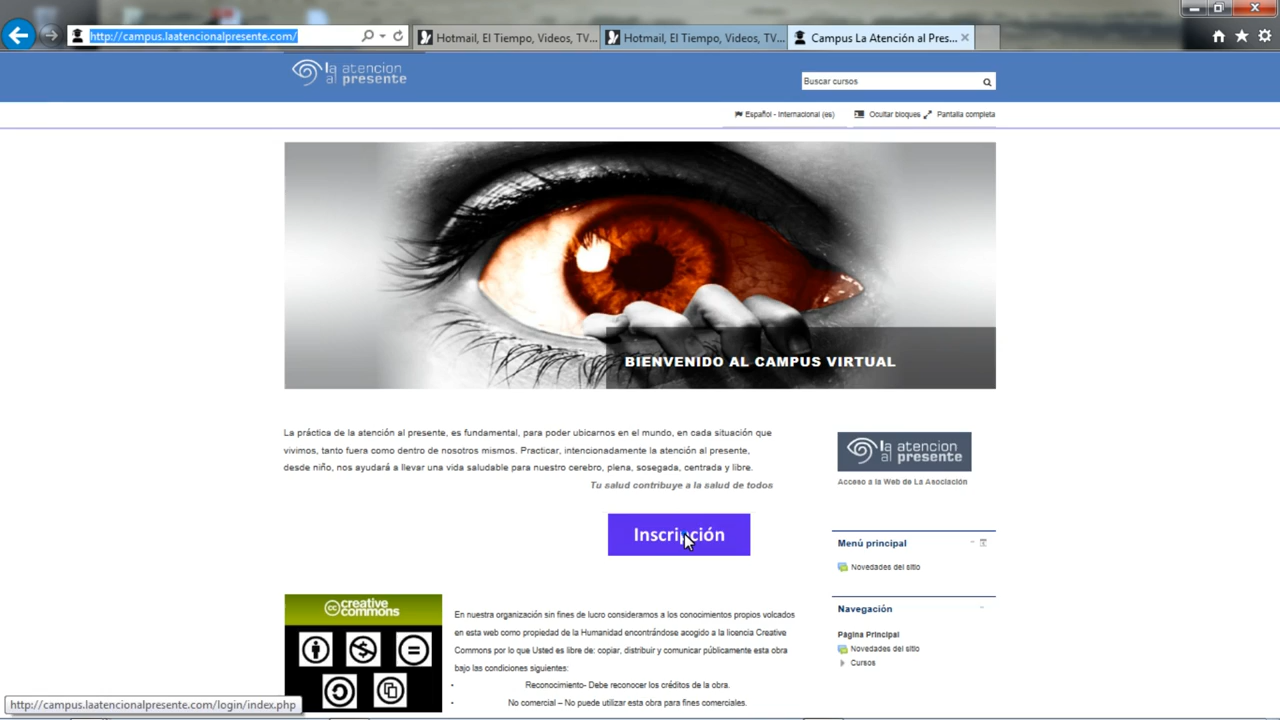 http://campus.laatencionalpresente.com/
Hotmail, El Tiempo, Videos, TV...
Hotmail, El Tiempo, Videos, TV...
Campus La Atención al Pres...
la atencion
al presente
Buscar cursos
Español - Internacional (es)
Ocultar bloques
Pantalla completa
BIENVENIDO AL CAMPUS VIRTUAL
La práctica de la atención al presente, es fundamental, para poder ubicarnos en el mundo, en cada situación que
vivimos, tanto fuera como dentro de nosotros mismos. Practicar, intencionadamente la atención al presente,
desde niño, nos ayudará a llevar una vida saludable para nuestro cerebro, plena, sosegada, centrada y libre.
Tu salud contribuye a la salud de todos
Inscripción
la atencion
al presente
Acceso a la Web de La Asociación
Menú principal
Novedades del sitio
Navegación
Página Principal
Novedades del sitio
Cursos
cc creative
commons
En nuestra organización sin fines de lucro consideramos a los conocimientos propios volcados
en esta web como propiedad de la Humanidad encontrándose acogido a la licencia Creative
Commons por lo que Usted es libre de: copiar, distribuir y comunicar públicamente esta obra
bajo las condiciones siguientes:
• Reconocimiento- Debe reconocer los créditos de la obra.
• No comercial – No puede utilizar esta obra para fines comerciales.
http://campus.laatencionalpresente.com/login/index.php